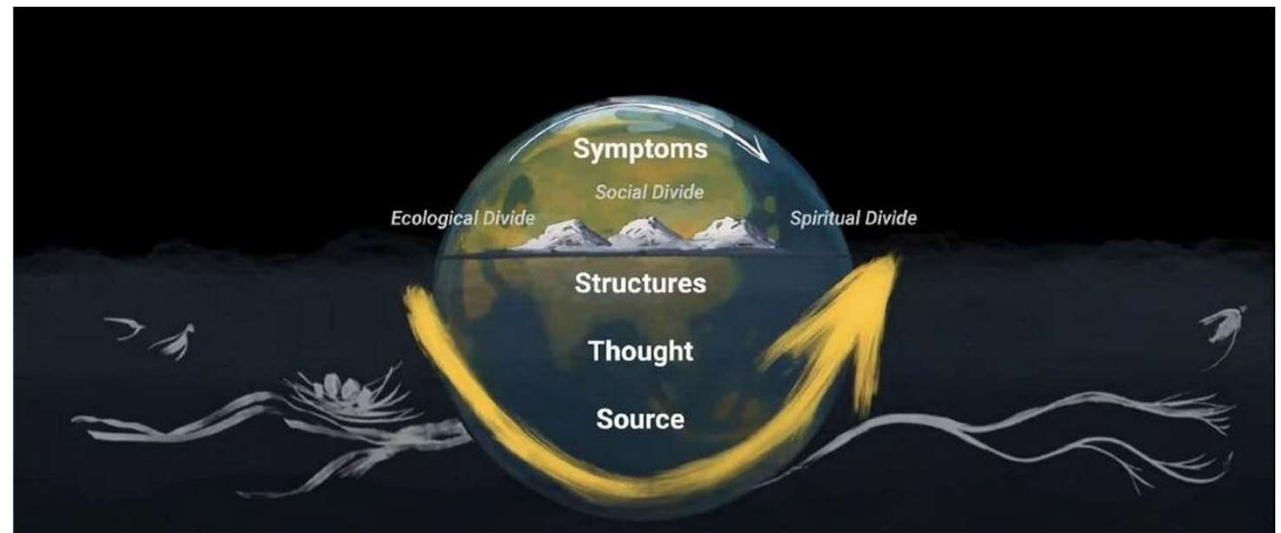 Symptoms
Social Divide
Ecological Divide
Spiritual Divide
Structures
Thought
Source